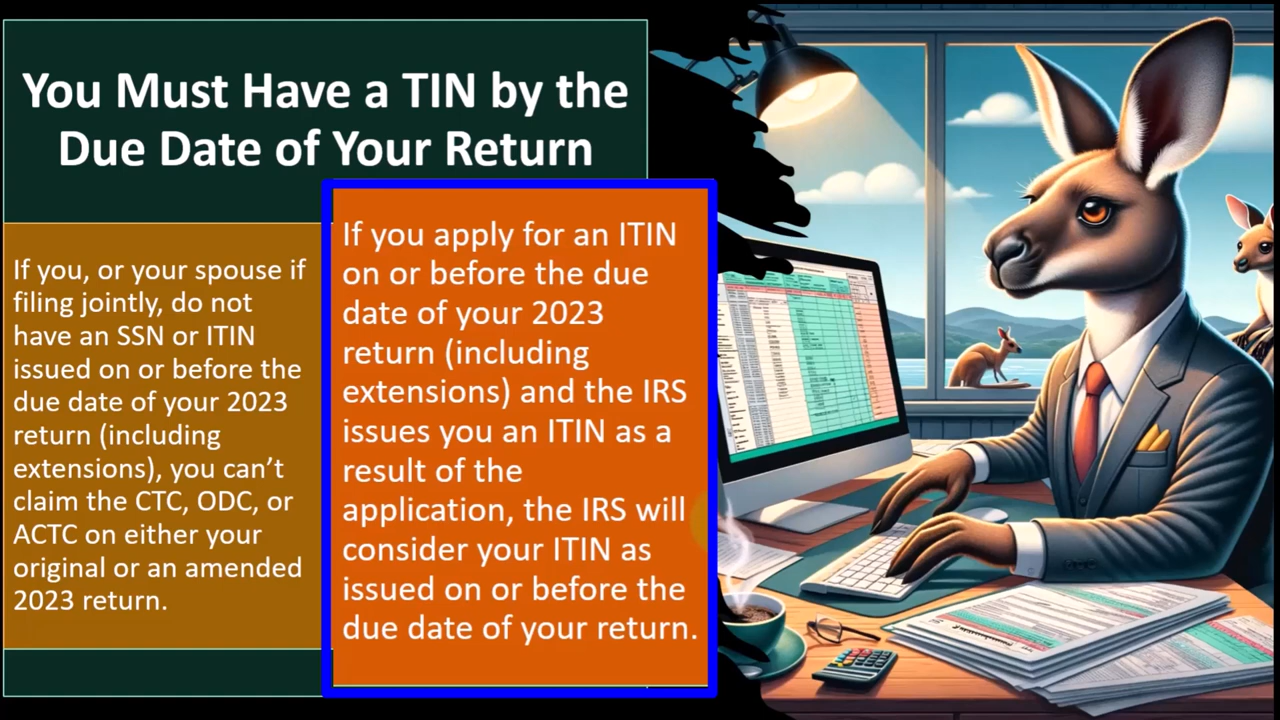 You Must Have a TIN by the
Due Date of Your Return
If you, or your spouse if
filing jointly, do not
have an SSN or ITIN
issued on or before the
due date of your 2023
return (including
extensions), you can’t
claim the CTC, ODC, or
ACTC on either your
original or an amended
2023 return.
If you apply for an ITIN
on or before the due
date of your 2023
return (including
extensions) and the IRS
issues you an ITIN as a
result of the
application, the IRS will
consider your ITIN as
issued on or before the
due date of your return.